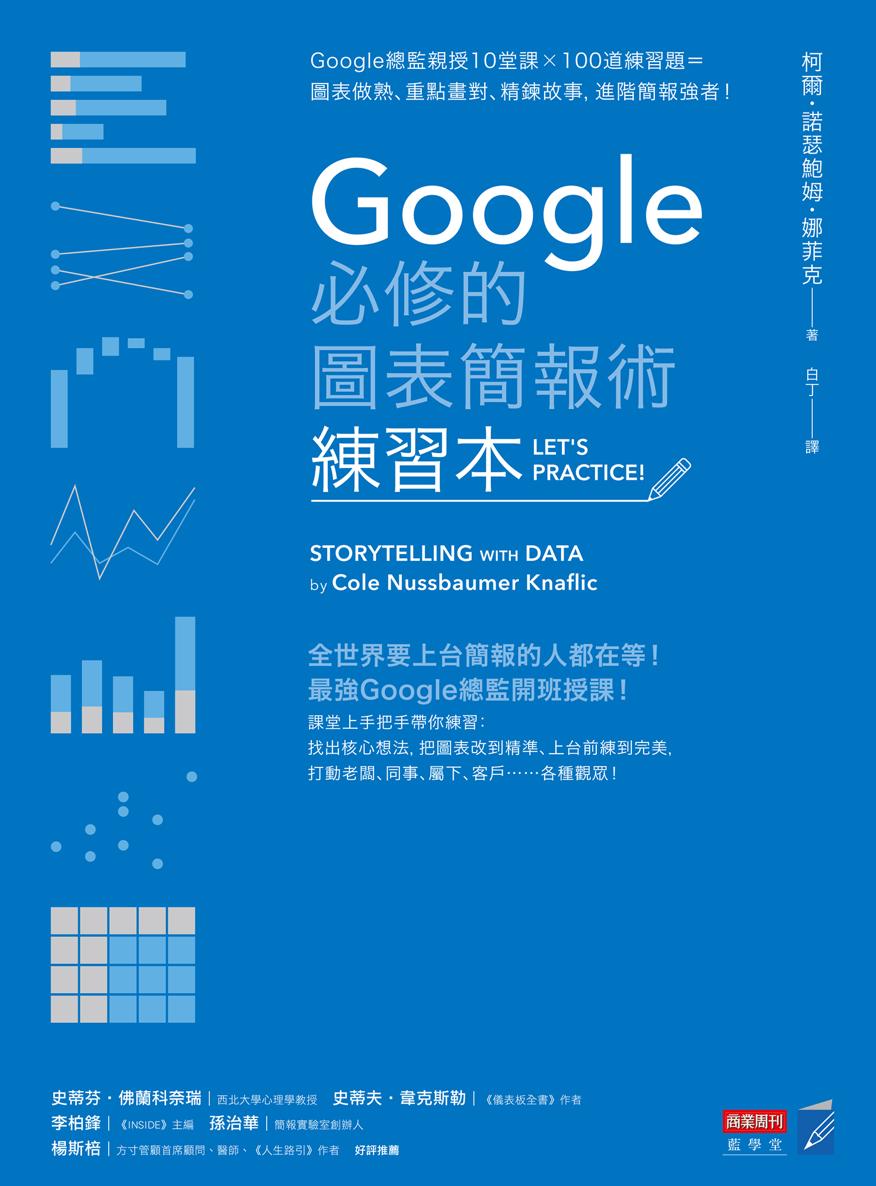 Google總監親授10堂課×100道練習題=
圖表做熟、重點畫對、精鍊故事, 進階簡報強者!
Google
必修的
圖表簡報術
練習本 LET'S PRACTICE!
STORYTELLING WITH DATA
by Cole Nussbaumer Knaflic
全世界要上台簡報的人都在等!
最強Google總監開班授課!
課堂上手把手帶你練習:
找出核心想法, 把圖表改到精準、上台前練到完美,
打動老闆、同事、屬下、客戶……各種觀眾!
柯爾·諾瑟鮑姆·娜菲克——著 白丁——譯
史蒂芬·佛蘭科奈瑞|西北大學心理學教授 史蒂夫·韋克斯勒|《儀表板全書》作者
李柏鋒|《INSIDE》主編 孫治華|簡報實驗室創辦人
楊斯棓|方寸管顧首席顧問、醫師、《人生路引》作者 好評推薦
商業周刊
藍學堂